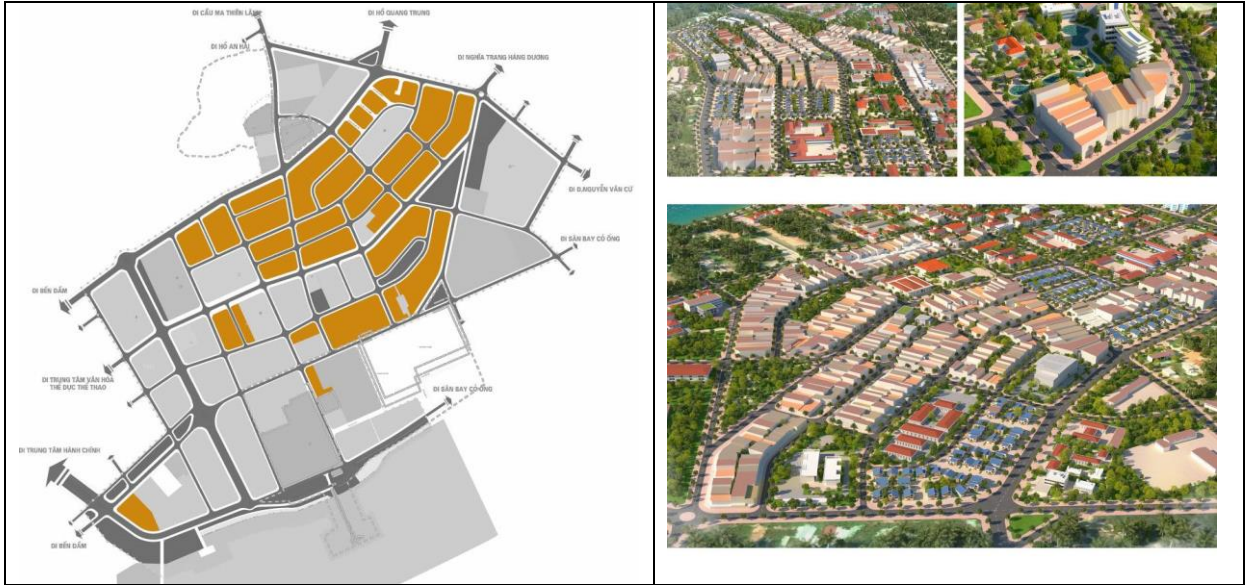 ĐI CẦU MA THIÊN LÃNH
ĐI HỒ QUANG TRUNG
ĐI HỒ AN HẢI
ĐI NGHĨA TRANG HÀNG DƯƠNG
ĐI Đ.NGUYỄN VĂN CỪ
ĐI SÂN BAY CỎ ỐNG
ĐI BẾN ĐẦM
ĐI TRUNG TÂM VĂN HÓA
THỂ DỤC THỂ THAO
ĐI SÂN BAY CỎ ỐNG
ĐI TRUNG TÂM HÀNH CHÍNH
ĐI BẾN ĐẦM